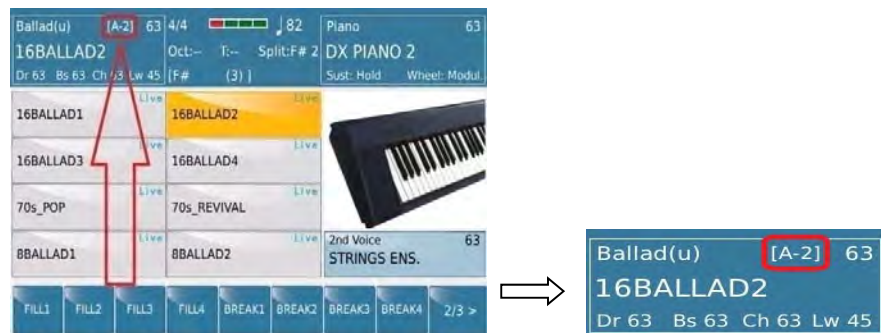 Ballad(u) [A-2] 63 4/4 82 Piano 63
16BALLAD2 Oct:-- T:-- Split:F# 2 DX PIANO 2
Dr 63 Bs 63 Ch 63 Lw 45 [F# (3) ] Sust: Hold Wheel: Modul.
Live Live
16BALLAD1 16BALLAD2
Live Live
16BALLAD3 16BALLAD4
Live Live
70s_POP 70s_REVIVAL
Live Live 2nd Voice 63
8BALLAD1 8BALLAD2 STRINGS ENS.
FILL1 FILL2 FILL3 FILL4 BREAK1 BREAK2 BREAK3 BREAK4 2/3 >
Ballad(u) [A-2] 63
16BALLAD2
Dr 63 Bs 63 Ch 63 Lw 45